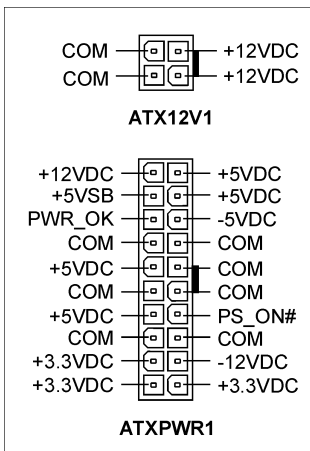 COM +12VDC
COM +12VDC
ATX12V1
+12VDC +5VDC
+5VSB +5VDC
PWR_OK -5VDC
COM COM
+5VDC COM
COM COM
+5VDC PS_ON#
COM COM
+3.3VDC -12VDC
+3.3VDC +3.3VDC
ATXPWR1